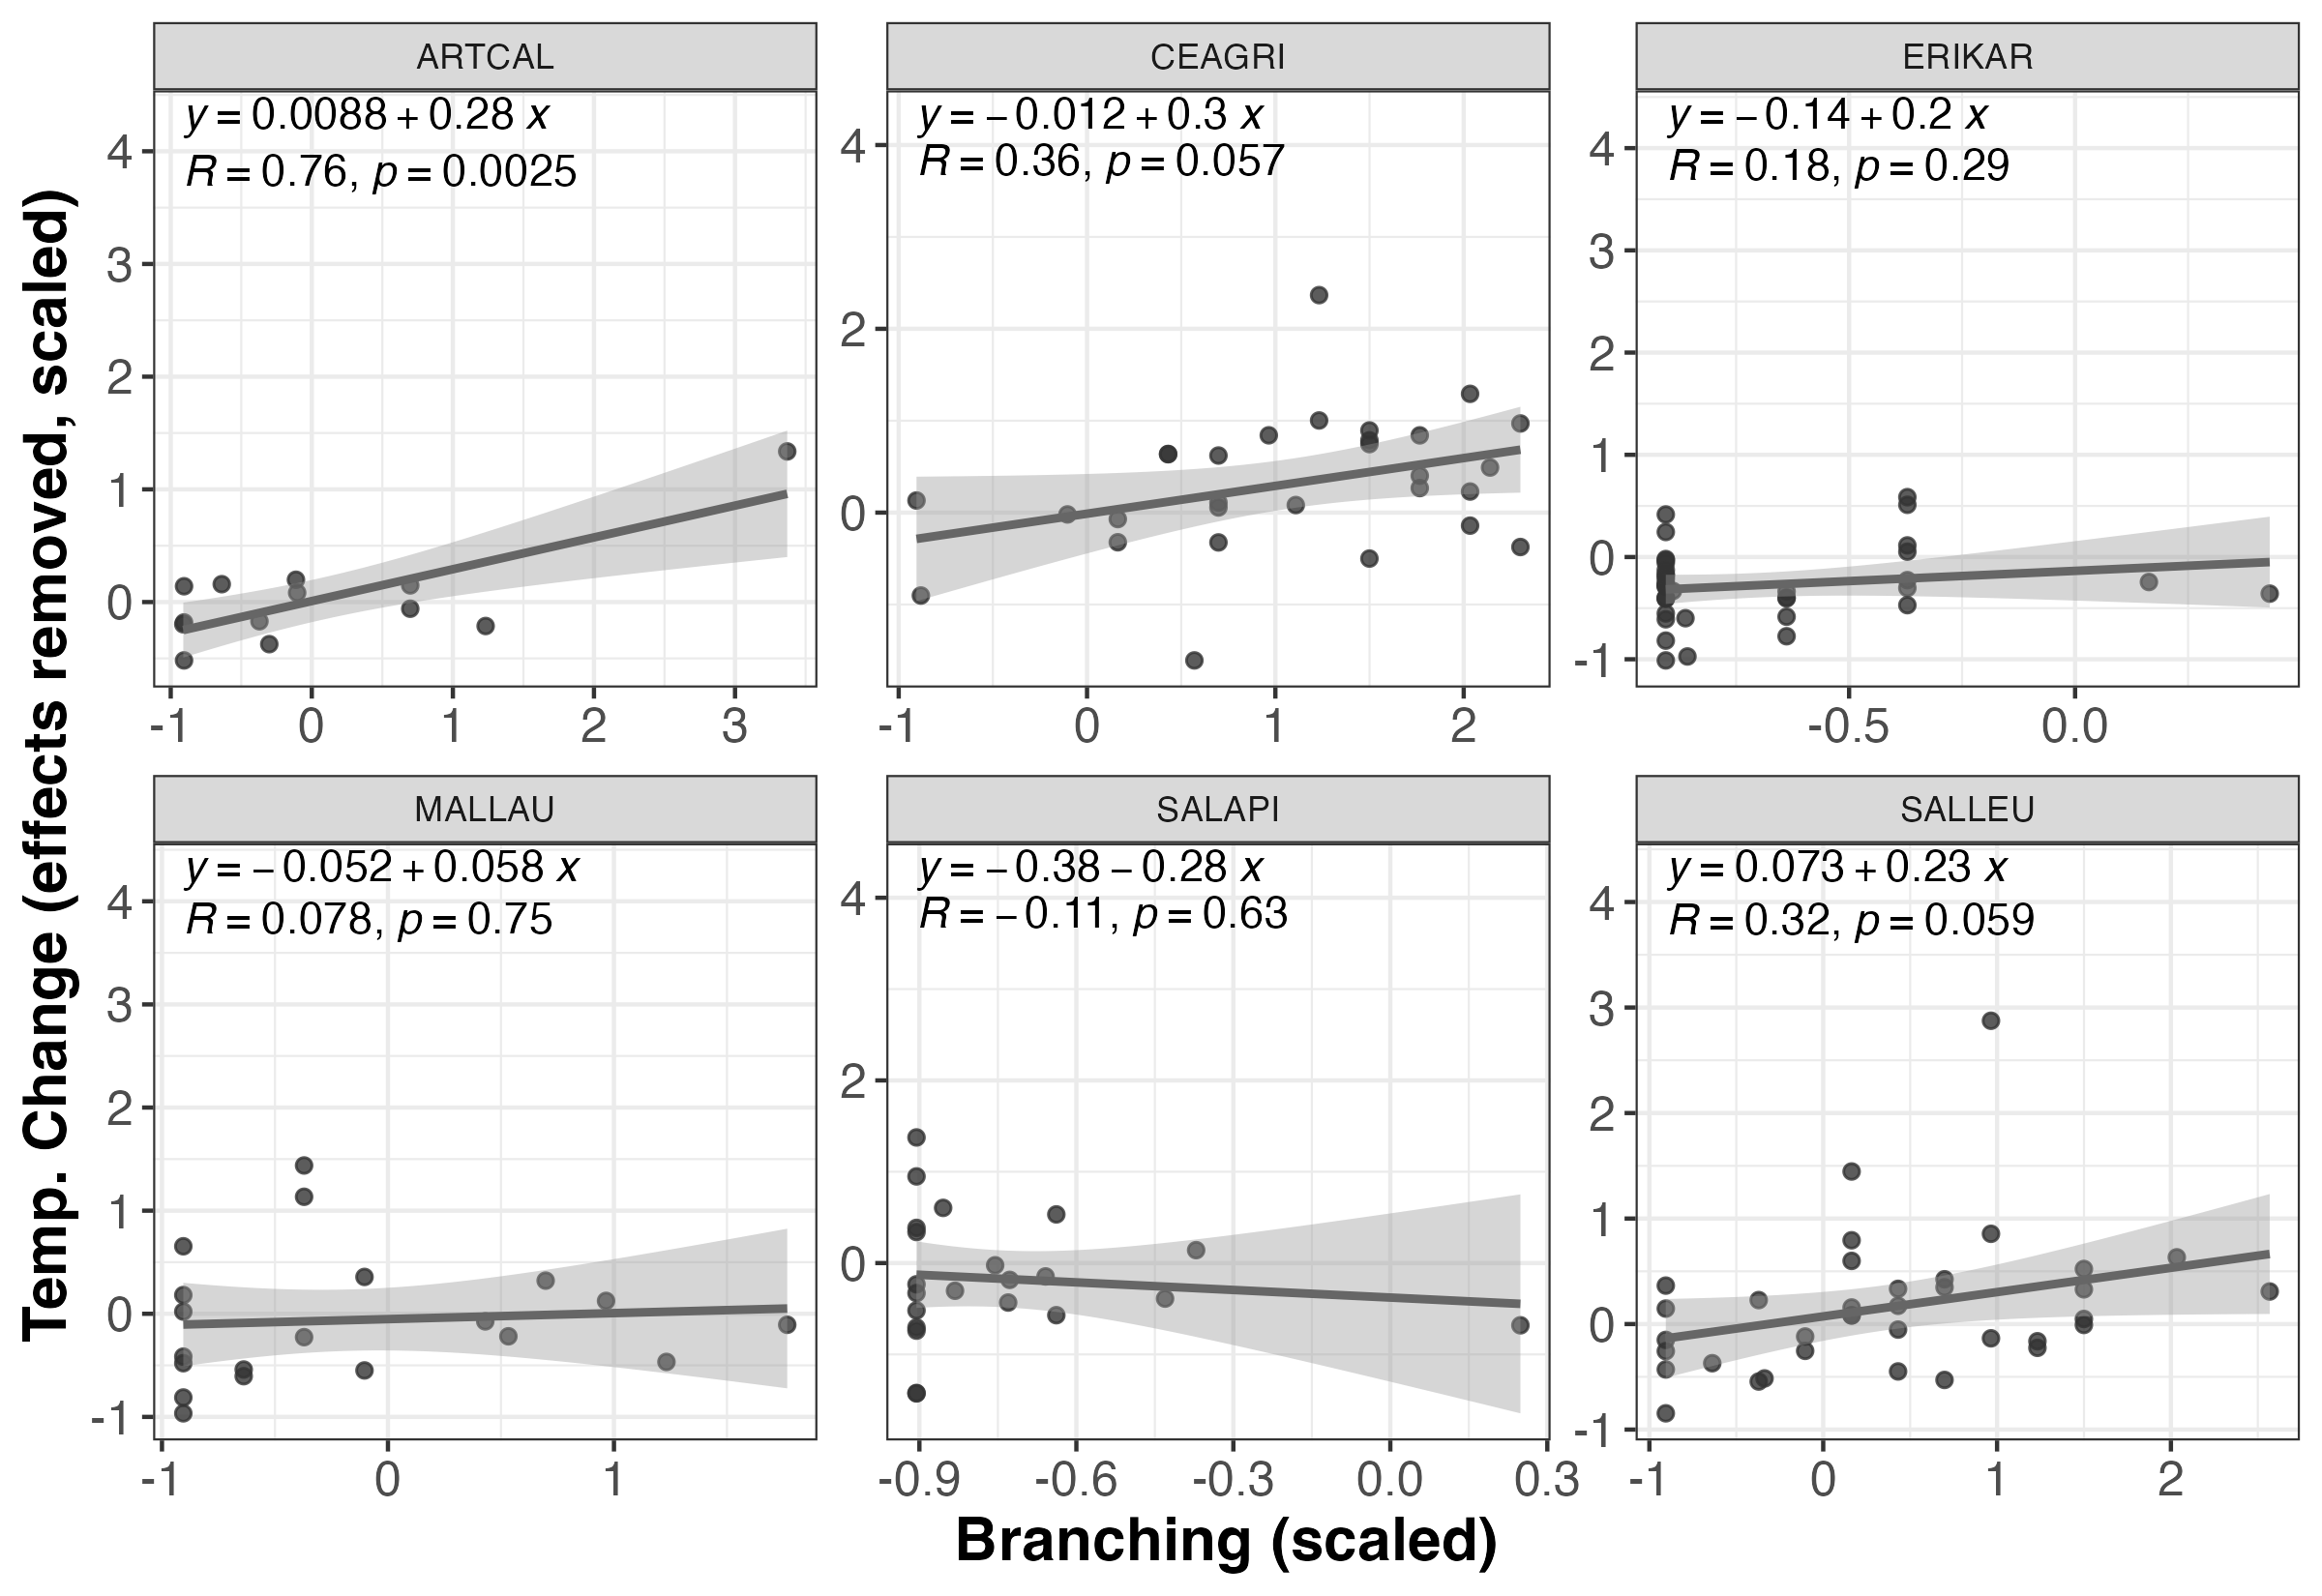 Temp. Change (effects removed, scaled)
ARTCAL
y = 0.0088 + 0.28 x
R = 0.76, p = 0.0025
4
3
2
1
0
-1 0 1 2 3
CEAGRI
y = −0.012 + 0.3 x
R = 0.36, p = 0.057
4
2
0
-1 0 1 2
ERIKAR
y = −0.14 + 0.2 x
R = 0.18, p = 0.29
4
3
2
1
0
-1
-0.5 0.0
MALLAU
y = −0.052 + 0.058 x
R = 0.078, p = 0.75
4
3
2
1
0
-1
-1 0 1
SALAPI
y = −0.38 − 0.28 x
R = −0.11, p = 0.63
4
2
0
-0.9 -0.6 -0.3 0.0 0.3
SALLEU
y = 0.073 + 0.23 x
R = 0.32, p = 0.059
4
3
2
1
0
-1
-1 0 1 2
Branching (scaled)